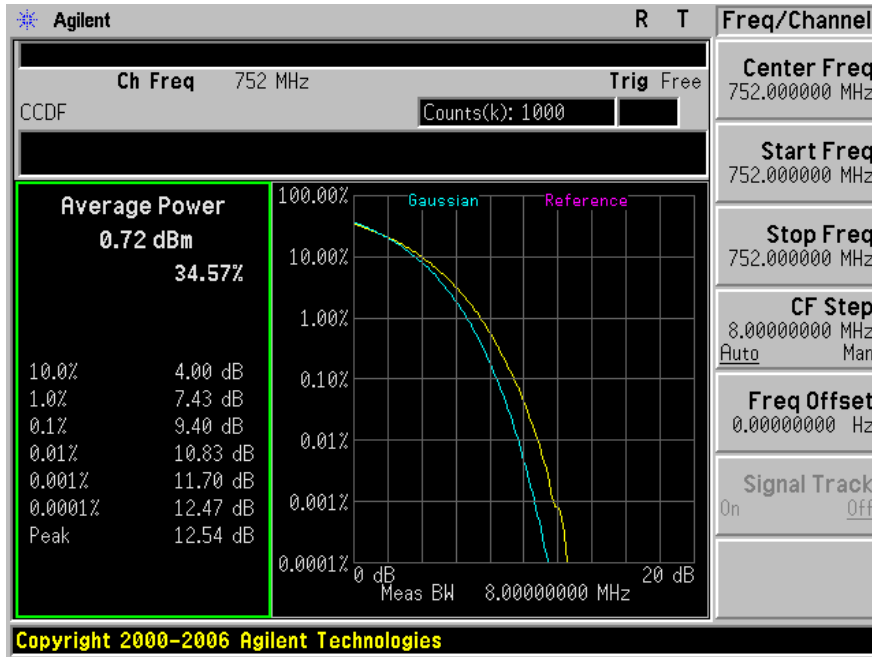 Agilent R T
Freq/Channel
Ch Freq 752 MHz Trig Free
CCDF Counts(k): 1000
Average Power
0.72 dBm
34.57%
10.0% 4.00 dB
1.0% 7.43 dB
0.1% 9.40 dB
0.01% 10.83 dB
0.001% 11.70 dB
0.0001% 12.47 dB
Peak 12.54 dB
Gaussian Reference
100.00%
10.00%
1.00%
0.10%
0.01%
0.001%
0.0001%
0 dB 20 dB
Meas BW 8.00000000 MHz
Center Freq
752.000000 MHz
Start Freq
752.000000 MHz
Stop Freq
752.000000 MHz
CF Step
8.00000000 MHz
Auto Man
Freq Offset
0.00000000 Hz
Signal Track
On Off
Copyright 2000-2006 Agilent Technologies